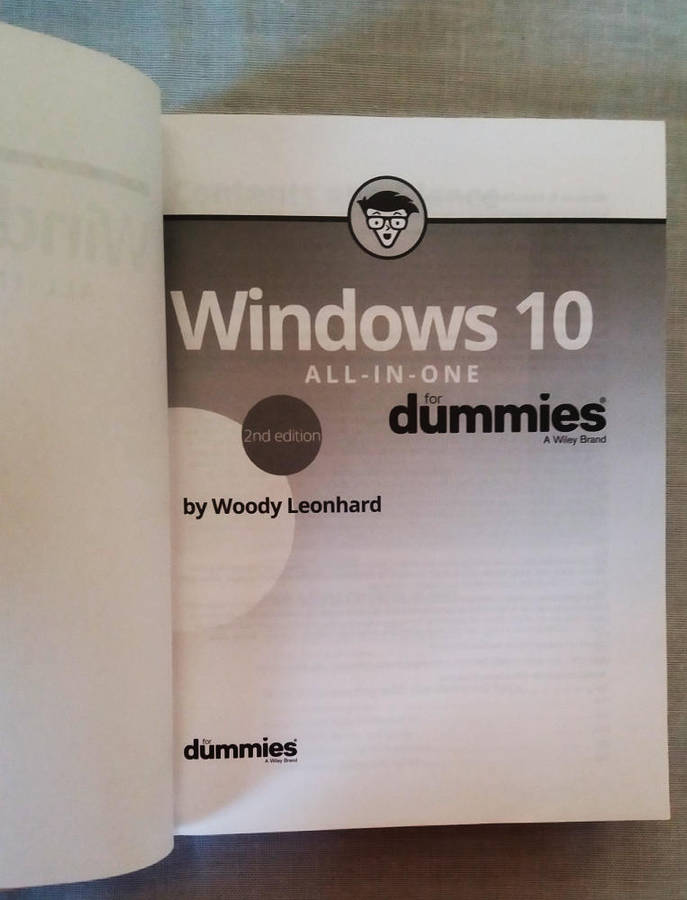 Windows 10
ALL-IN-ONE
for
dummies®
A Wiley Brand
2nd edition
by Woody Leonhard
for
dummies®
A Wiley Brand